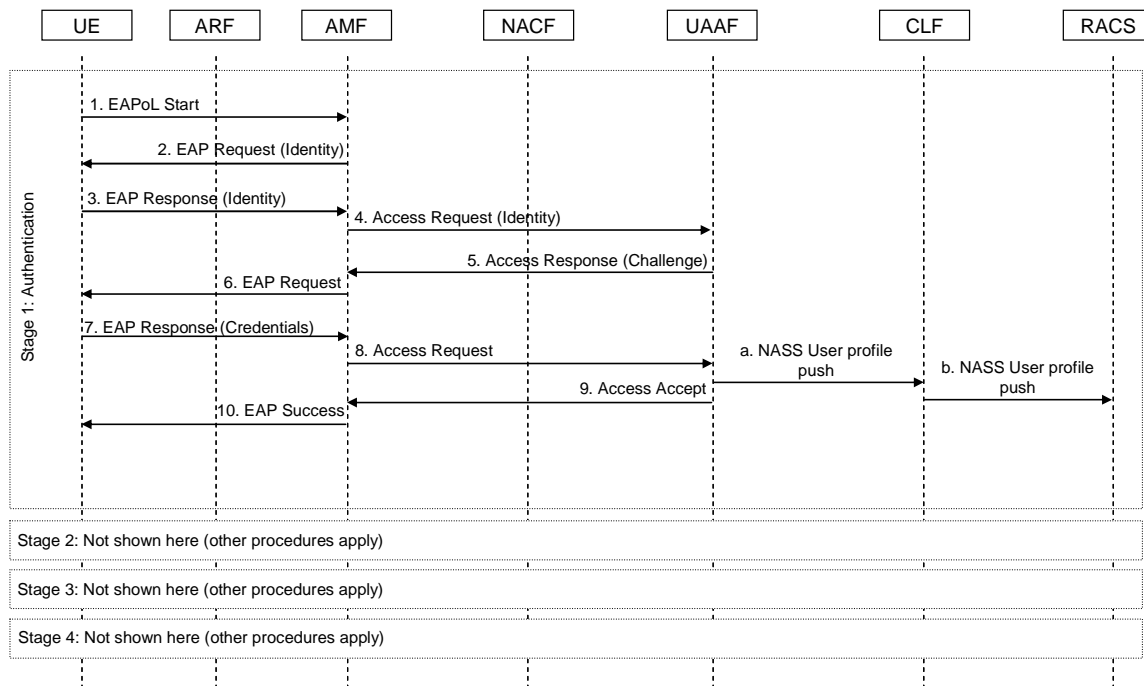 UE
ARF
AMF
NACF
UAAF
CLF
RACS
Stage 1: Authentication
1. EAPoL Start
2. EAP Request (Identity)
3. EAP Response (Identity)
4. Access Request (Identity)
5. Access Response (Challenge)
6. EAP Request
7. EAP Response (Credentials)
8. Access Request
a. NASS User profile
push
b. NASS User profile
push
9. Access Accept
10. EAP Success
Stage 2: Not shown here (other procedures apply)
Stage 3: Not shown here (other procedures apply)
Stage 4: Not shown here (other procedures apply)